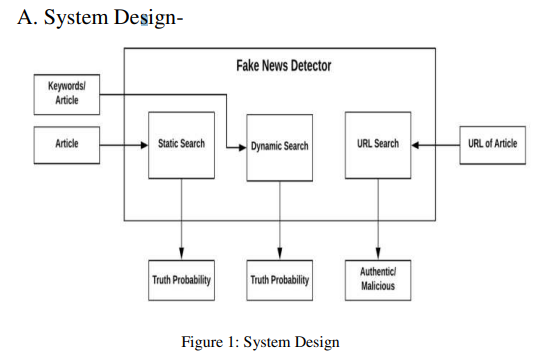 A. System Design-
Fake News Detector
Keywords/
Article
Article
Static Search
Dynamic Search
URL Search
URL of Article
Truth Probability
Truth Probability
Authentic/
Malicious
Figure 1: System Design